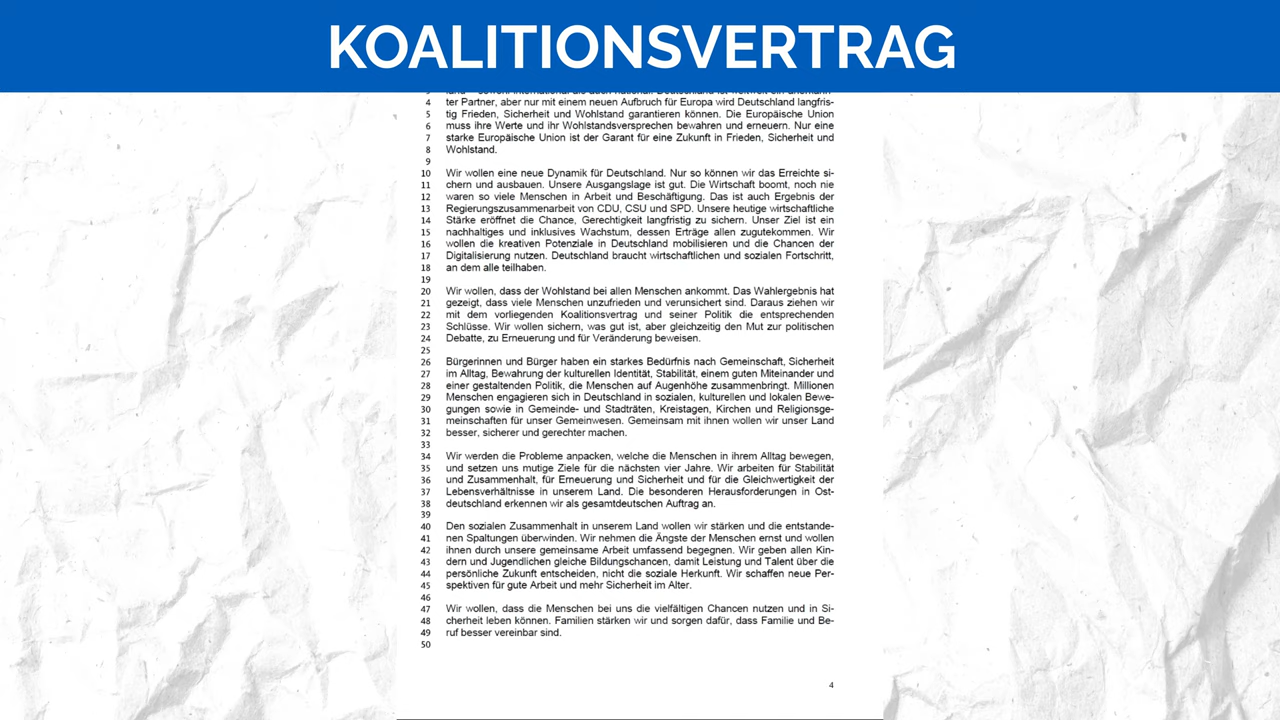 KOALITIONSVERTRAG
4 ter Partner, aber nur mit einem neuen Aufbruch für Europa wird Deutschland langfris-
5 tig Frieden, Sicherheit und Wohlstand garantieren können. Die Europäische Union
6 muss ihre Werte und ihr Wohlstandsversprechen bewahren und erneuern. Nur eine
7 starke Europäische Union ist der Garant für eine Zukunft in Frieden, Sicherheit und
8 Wohlstand.
9
10 Wir wollen eine neue Dynamik für Deutschland. Nur so können wir das Erreichte si-
11 chern und ausbauen. Unsere Ausgangslage ist gut. Die Wirtschaft boomt, noch nie
12 waren so viele Menschen in Arbeit und Beschäftigung. Das ist auch Ergebnis der
13 Regierungszusammenarbeit von CDU, CSU und SPD. Unsere heutige wirtschaftliche
14 Stärke eröffnet die Chance, Gerechtigkeit langfristig zu sichern. Unser Ziel ist ein
15 nachhaltiges und inklusives Wachstum, dessen Erträge allen zugutekommen. Wir
16 wollen die kreativen Potenziale in Deutschland mobilisieren und die Chancen der
17 Digitalisierung nutzen. Deutschland braucht wirtschaftlichen und sozialen Fortschritt,
18 an dem alle teilhaben.
19
20 Wir wollen, dass der Wohlstand bei allen Menschen ankommt. Das Wahlergebnis hat
21 gezeigt, dass viele Menschen unzufrieden und verunsichert sind. Daraus ziehen wir
22 mit dem vorliegenden Koalitionsvertrag und seiner Politik die entsprechenden
23 Schlüsse. Wir wollen sichern, was gut ist, aber gleichzeitig den Mut zur politischen
24 Debatte, zu Erneuerung und für Veränderung beweisen.
25
26 Bürgerinnen und Bürger haben ein starkes Bedürfnis nach Gemeinschaft, Sicherheit
27 im Alltag, Bewahrung der kulturellen Identität, Stabilität, einem guten Miteinander und
28 einer gestaltenden Politik, die Menschen auf Augenhöhe zusammenbringt. Millionen
29 Menschen engagieren sich in Deutschland in sozialen, kulturellen und lokalen Bewe-
30 gungen sowie in Gemeinde- und Stadträten, Kreistagen, Kirchen und Religionsge-
31 meinschaften für unser Gemeinwesen. Gemeinsam mit ihnen wollen wir unser Land
32 besser, sicherer und gerechter machen.
33
34 Wir werden die Probleme anpacken, welche die Menschen in ihrem Alltag bewegen,
35 und setzen uns mutige Ziele für die nächsten vier Jahre. Wir arbeiten für Stabilität
36 und Zusammenhalt, für Erneuerung und Sicherheit und für die Gleichwertigkeit der
37 Lebensverhältnisse in unserem Land. Die besonderen Herausforderungen in Ost-
38 deutschland erkennen wir als gesamtdeutschen Auftrag an.
39
40 Den sozialen Zusammenhalt in unserem Land wollen wir stärken und die entstande-
41 nen Spaltungen überwinden. Wir nehmen die Ängste der Menschen ernst und wollen
42 ihnen durch unsere gemeinsame Arbeit umfassend begegnen. Wir geben allen Kin-
43 dern und Jugendlichen gleiche Bildungschancen, damit Leistung und Talent über die
44 persönliche Zukunft entscheiden, nicht die soziale Herkunft. Wir schaffen neue Per-
45 spektiven für gute Arbeit und mehr Sicherheit im Alter.
46
47 Wir wollen, dass die Menschen bei uns die vielfältigen Chancen nutzen und in Si-
48 cherheit leben können. Familien stärken wir und sorgen dafür, dass Familie und Be-
49 ruf besser vereinbar sind.
50
4